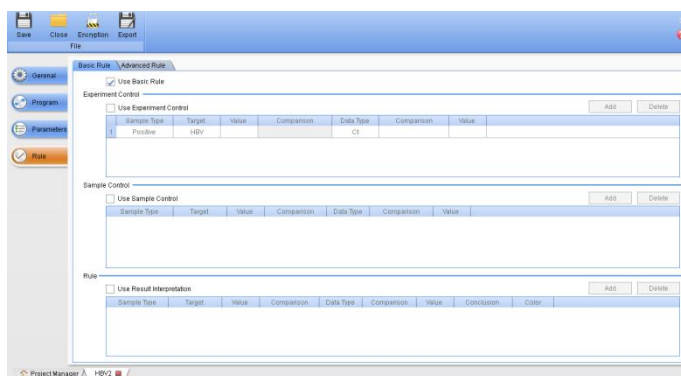 Save Close Encryption Export
File
Basic Rule Advanced Rule
General
Program
Parameters
Rule
Use Basic Rule
Experiment Control
Use Experiment Control Add Delete
Sample Type Target Value Comparison Data Type Comparison Value
1 Positive HBV Ct
Sample Control
Use Sample Control Add Delete
Sample Type Target Value Comparison Data Type Comparison Value
Rule
Use Result Interpretation Add Delete
Sample Type Target Value Comparison Data Type Comparison Value Conclusion Color
Project Manager HBV2